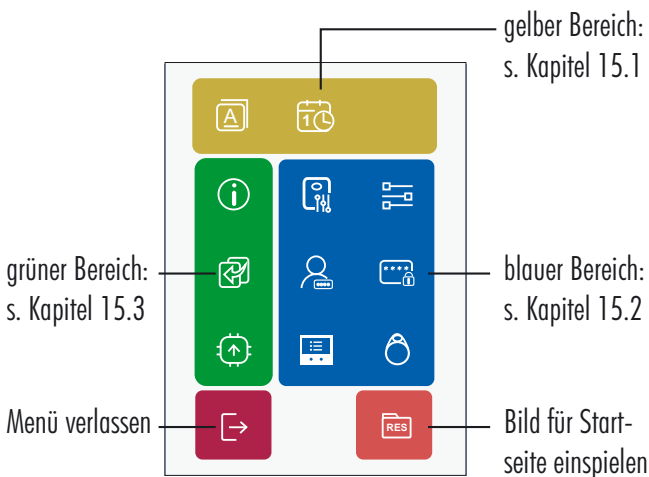 gelber Bereich:
s. Kapitel 15.1
A
1
grüner Bereich:
s. Kapitel 15.3
****
****
blauer Bereich:
s. Kapitel 15.2
Menü verlassen
RES
Bild für Start-
seite einspielen